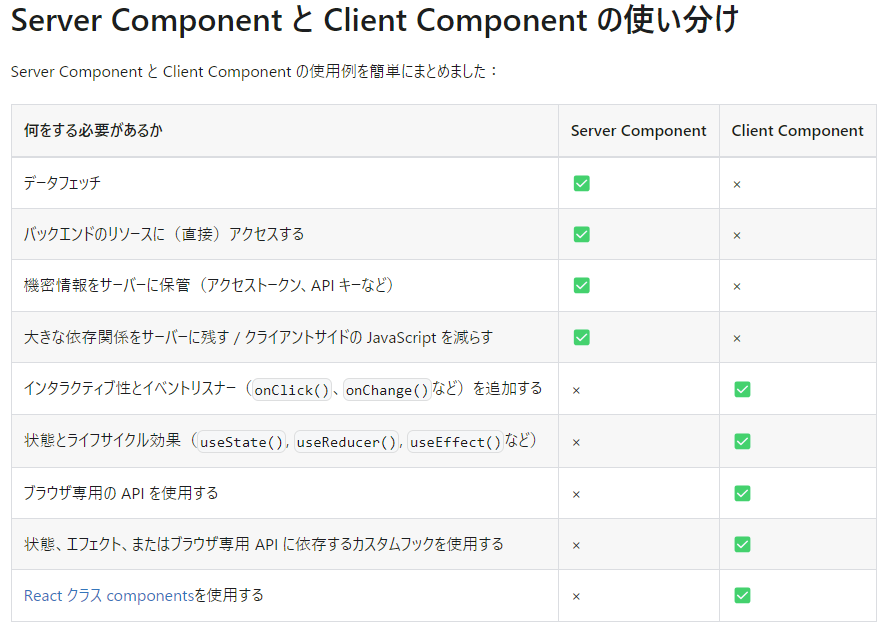 Server Component と Client Component の使い分け
Server Component と Client Component の使用例を簡単にまとめました：
何をする必要があるか Server Component Client Component
データフェッチ ✅ ×
バックエンドのリソースに（直接）アクセスする ✅ ×
機密情報をサーバーに保管（アクセストークン、API キーなど） ✅ ×
大きな依存関係をサーバーに残す / クライアントサイドの JavaScript を減らす ✅ ×
インタラクティブ性とイベントリスナー（onClick()、onChange()など）を追加する × ✅
状態とライフサイクル効果（useState(), useReducer(), useEffect()など） × ✅
ブラウザ専用の API を使用する × ✅
状態、エフェクト、またはブラウザ専用 API に依存するカスタムフックを使用する × ✅
React クラス componentsを使用する × ✅